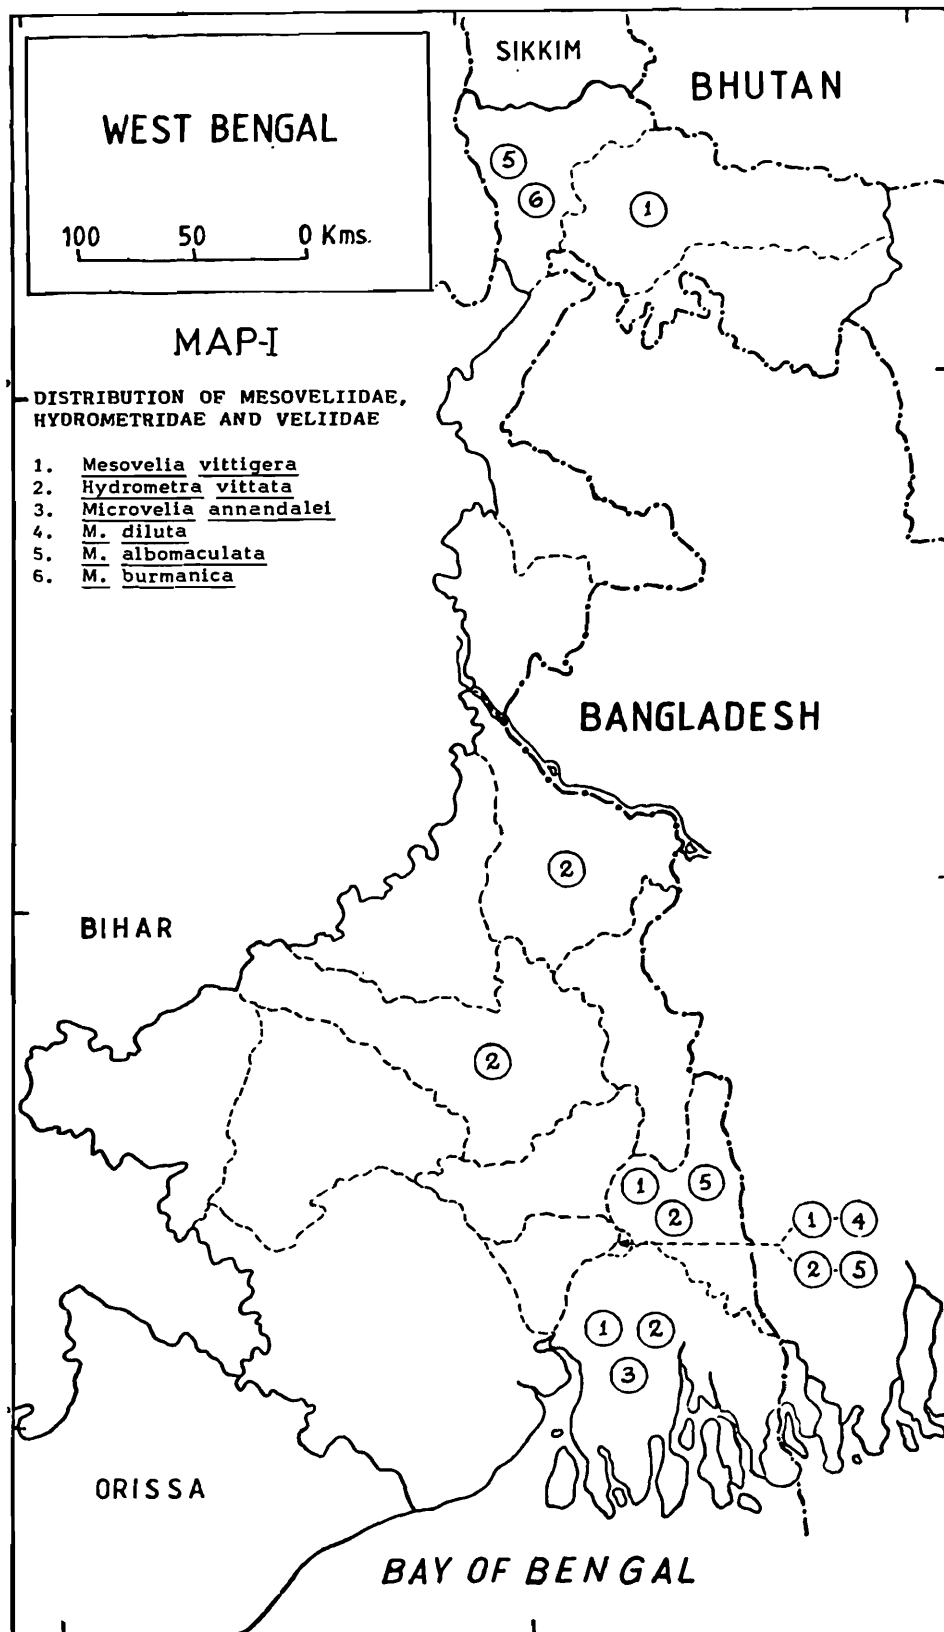 SIKKIM
BHUTAN
WEST BENGAL
100 50 0 Kms.
5
6
1
MAP-I
DISTRIBUTION OF MESOVELIIDAE,
HYDROMETRIDAE AND VELIIDAE
1. Mesovelia vittigera
2. Hydrometra vittata
3. Microvelia annandalei
4. M. diluta
5. M. albomaculata
6. M. burmanica
BANGLADESH
2
BIHAR
2
1 5
2
1-4
2-5
1 2
3
ORISSA
BAY OF BENGAL